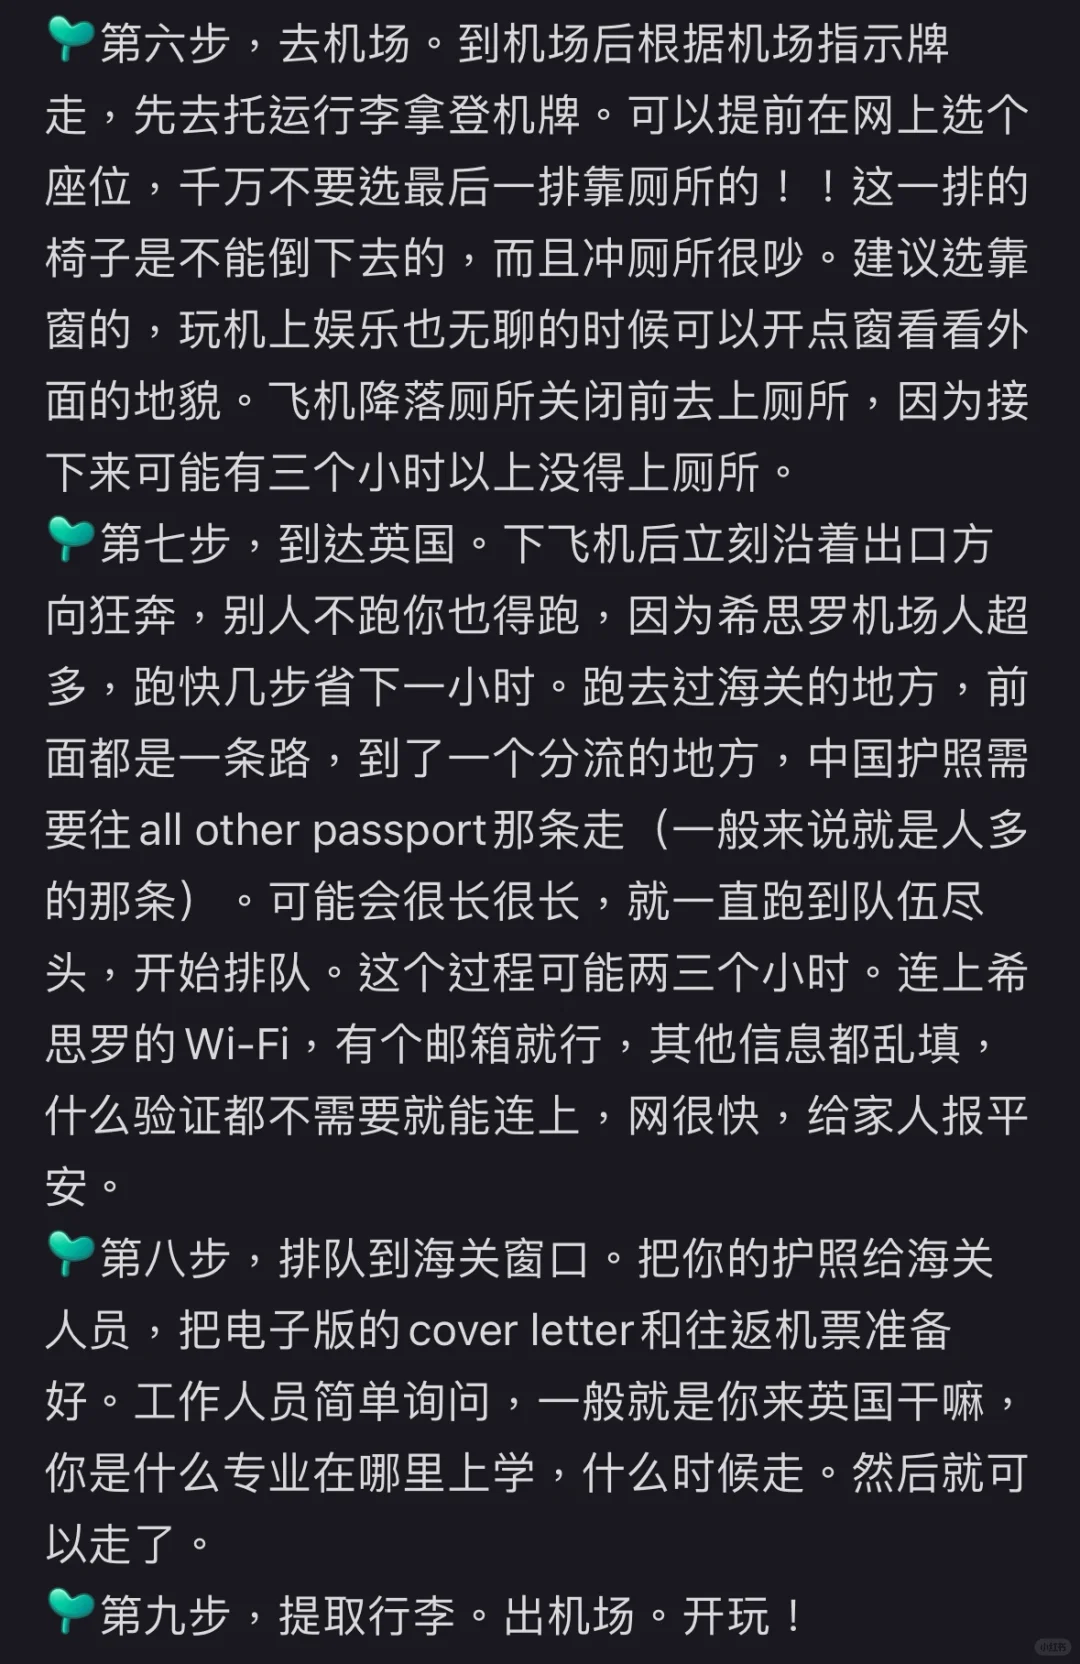 🌱第六步，去机场。到机场后根据机场指示牌
走，先去托运行李拿登机牌。可以提前在网上选个
座位，千万不要选最后一排靠厕所的！！这一排的
椅子是不能倒下去的，而且冲厕所很吵。建议选靠
窗的，玩机上娱乐也无聊的时候可以开点窗看看外
面的地貌。飞机降落厕所关闭前去上厕所，因为接
下来可能有三个小时以上没得上厕所。
🌱第七步，到达英国。下飞机后立刻沿着出口方
向狂奔，别人不跑你也得跑，因为希思罗机场人超
多，跑快几步省下一小时。跑去过海关的地方，前
面都是一条路，到了一个分流的地方，中国护照需
要往all other passport那条走（一般来说就是人多
的那条）。可能会很长很长，就一直跑到队伍尽
头，开始排队。这个过程可能两三个小时。连上希
思罗的Wi-Fi，有个邮箱就行，其他信息都乱填，
什么验证都不需要就能连上，网很快，给家人报平
安。
🌱第八步，排队到海关窗口。把你的护照给海关
人员，把电子版的cover letter和往返机票准备
好。工作人员简单询问，一般就是你来英国干嘛，
你是什么专业在哪里上学，什么时候走。然后就可
以走了。
🌱第九步，提取行李。出机场。开玩！
小红书